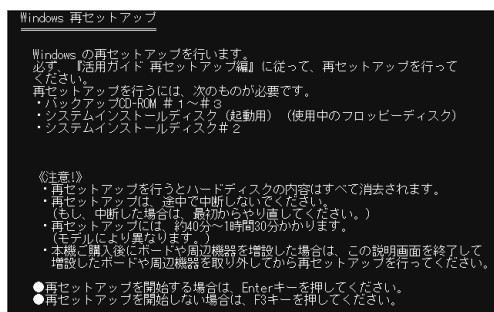 Windows 再セットアップ
Windows の再セットアップを行います。
必ず、『活用ガイド 再セットアップ編』に従って、再セットアップを行って
ください。
再セットアップを行うには、次のものが必要です。
・バックアップCD-ROM #1～#3
・システムインストールディスク（起動用）（使用中のフロッピーディスク）
・システムインストールディスク#2
《注意!》
・再セットアップを行うとハードディスクの内容はすべて消去されます。
・再セットアップは、途中で中断しないでください。
（もし、中断した場合は、最初からやり直してください。）
・再セットアップには、約40分～1時間30分かかります。
（モデルにより異なります。）
・本機ご購入後にボードや周辺機器を増設した場合は、この説明画面を終了して
増設したボードや周辺機器を取り外してから再セットアップを行ってください。
●再セットアップを開始する場合は、Enterキーを押してください。
●再セットアップを開始しない場合は、F3キーを押してください。